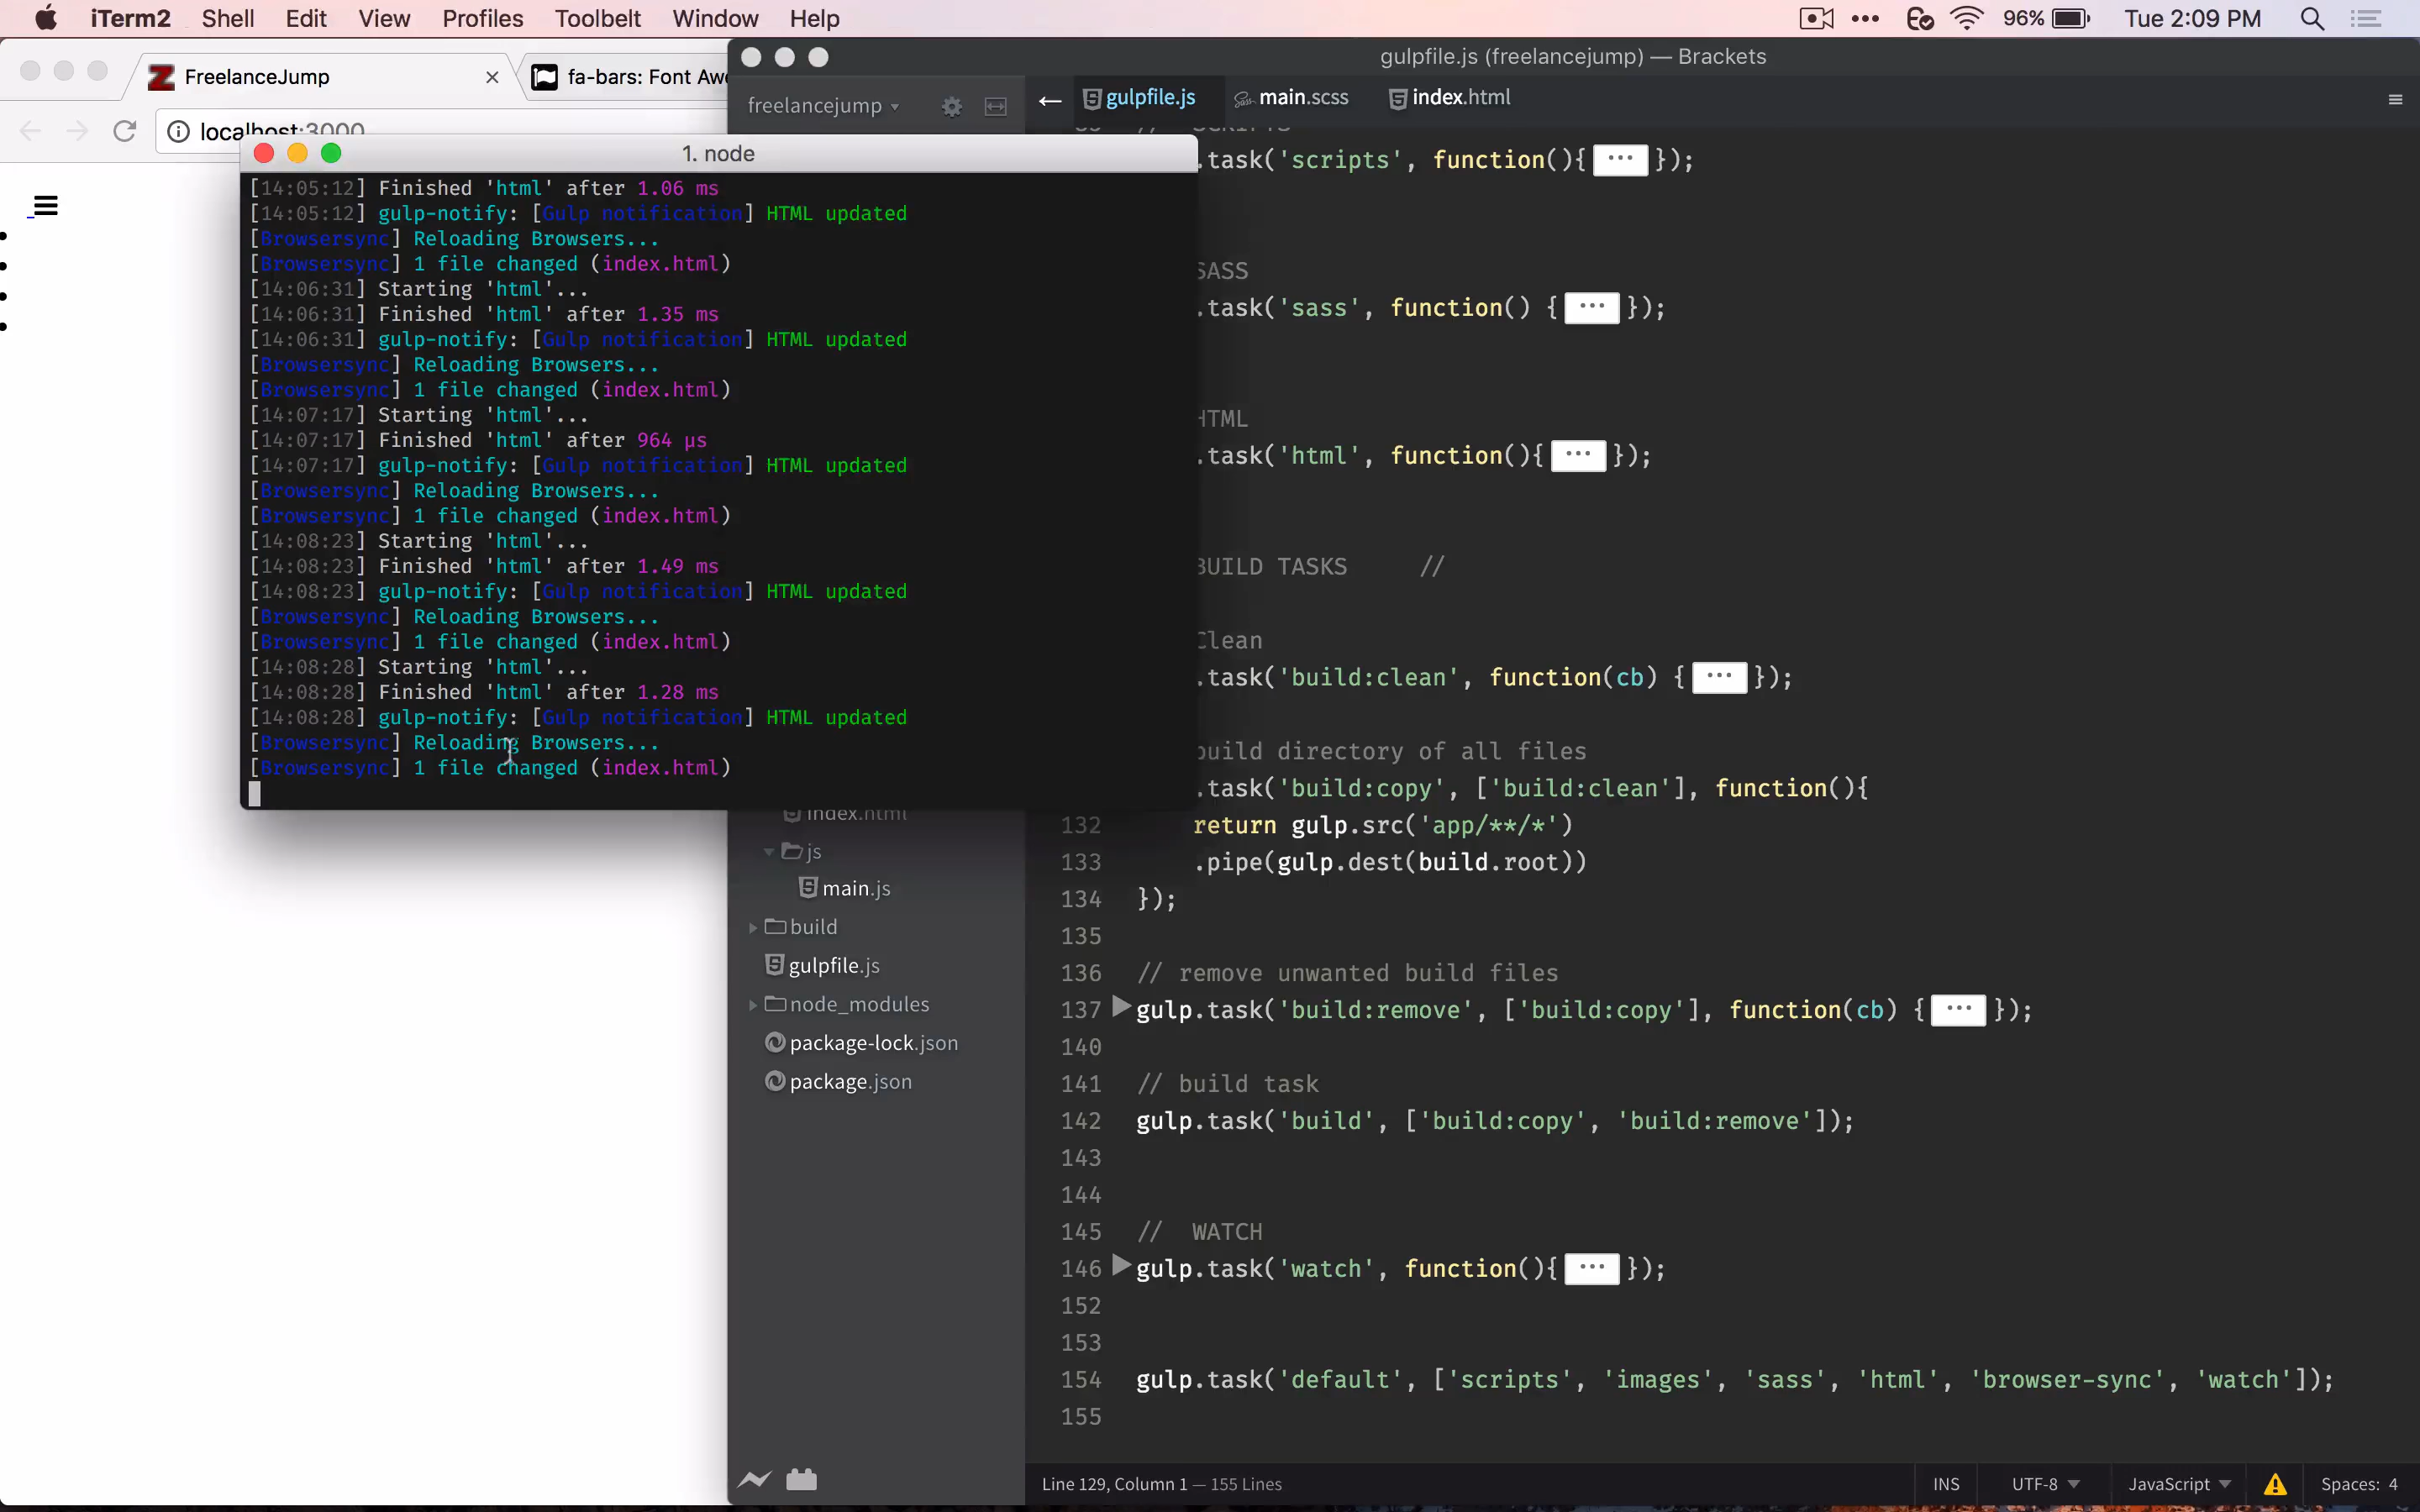 iTerm2 Shell Edit View Profiles Toolbelt Window Help
96% Tue 2:09 PM
FreelanceJump
fa-bars: Font Aw
localhost:3000
gulpfile.js (freelancejump) — Brackets
freelancejump
gulpfile.js
main.scss
index.html
1. node
[14:05:12] Finished 'html' after 1.06 ms
[14:05:12] gulp-notify: [Gulp notification] HTML updated
[Browsersync] Reloading Browsers...
[Browsersync] 1 file changed (index.html)
[14:06:31] Starting 'html'...
[14:06:31] Finished 'html' after 1.35 ms
[14:06:31] gulp-notify: [Gulp notification] HTML updated
[Browsersync] Reloading Browsers...
[Browsersync] 1 file changed (index.html)
[14:07:17] Starting 'html'...
[14:07:17] Finished 'html' after 964 μs
[14:07:17] gulp-notify: [Gulp notification] HTML updated
[Browsersync] Reloading Browsers...
[Browsersync] 1 file changed (index.html)
[14:08:23] Starting 'html'...
[14:08:23] Finished 'html' after 1.49 ms
[14:08:23] gulp-notify: [Gulp notification] HTML updated
[Browsersync] Reloading Browsers...
[Browsersync] 1 file changed (index.html)
[14:08:28] Starting 'html'...
[14:08:28] Finished 'html' after 1.28 ms
[14:08:28] gulp-notify: [Gulp notification] HTML updated
[Browsersync] Reloading Browsers...
[Browsersync] 1 file changed (index.html)
index.html
js
main.js
build
gulpfile.js
node_modules
package-lock.json
package.json
// SCRIPTS
.task('scripts', function(){ ... });
SASS
.task('sass', function() { ... });
HTML
.task('html', function(){ ... });
BUILD TASKS //
Clean
.task('build:clean', function(cb) { ... });
build directory of all files
.task('build:copy', ['build:clean'], function(){
132 return gulp.src('app/**/*')
133 .pipe(gulp.dest(build.root))
134 });
135
136 // remove unwanted build files
137 gulp.task('build:remove', ['build:copy'], function(cb) { ... });
140
141 // build task
142 gulp.task('build', ['build:copy', 'build:remove']);
143
144
145 // WATCH
146 gulp.task('watch', function(){ ... });
152
153
154 gulp.task('default', ['scripts', 'images', 'sass', 'html', 'browser-sync', 'watch']);
155
Line 129, Column 1 — 155 Lines
INS UTF-8 JavaScript Spaces: 4